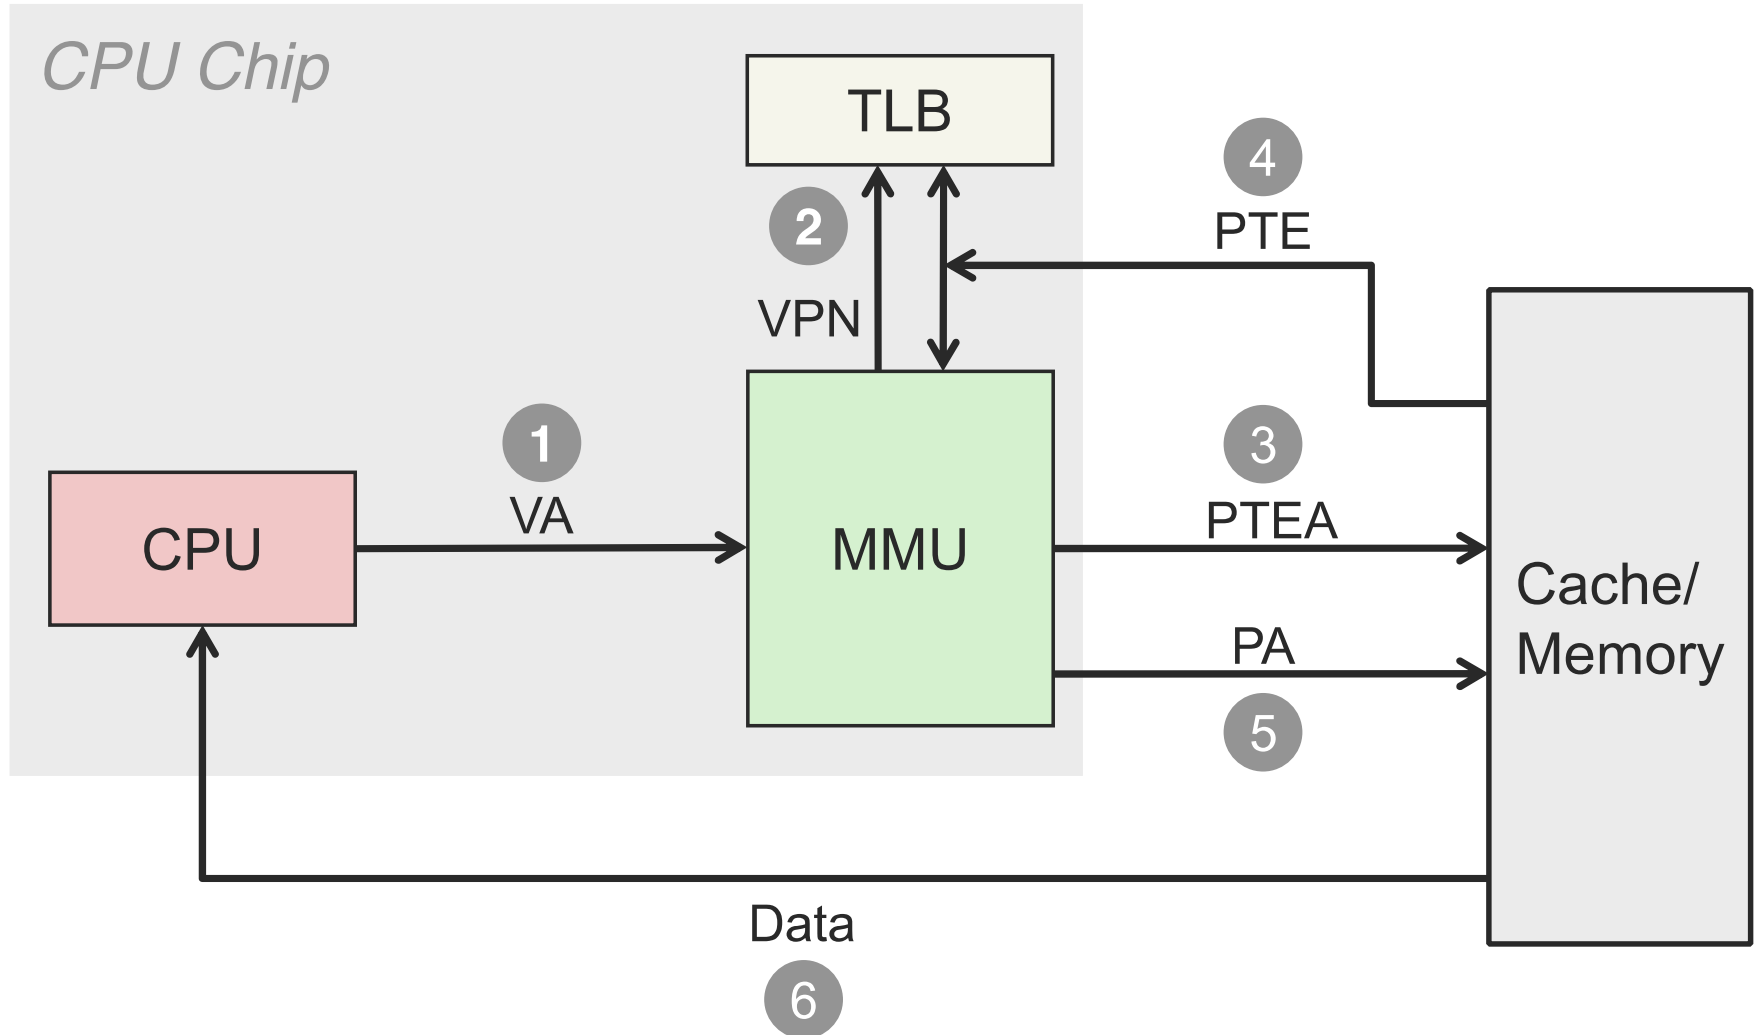 CPU Chip
TLB
4
PTE
2
VPN
1
VA
CPU
MMU
3
PTEA
Cache/
Memory
PA
5
Data
6